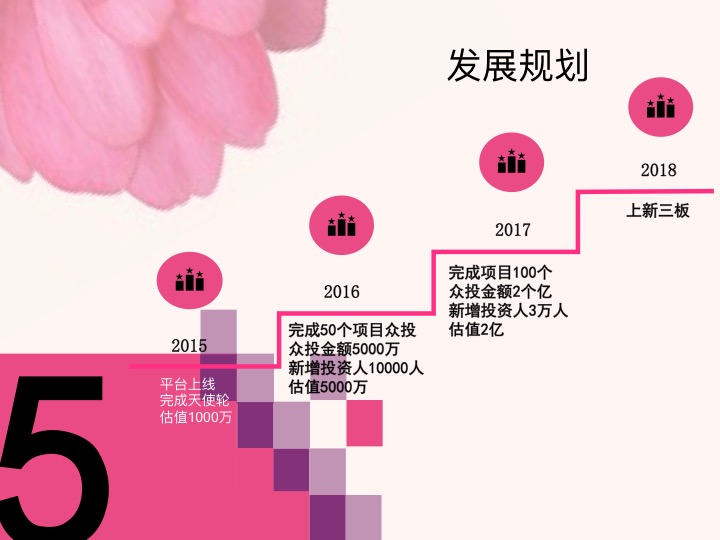 发展规划
2015
平台上线
完成天使轮
估值1000万
2016
完成50个项目众投
众投金额5000万
新增投资人10000人
估值5000万
2017
完成项目100个
众投金额2个亿
新增投资人3万人
估值2亿
2018
上新三板
5